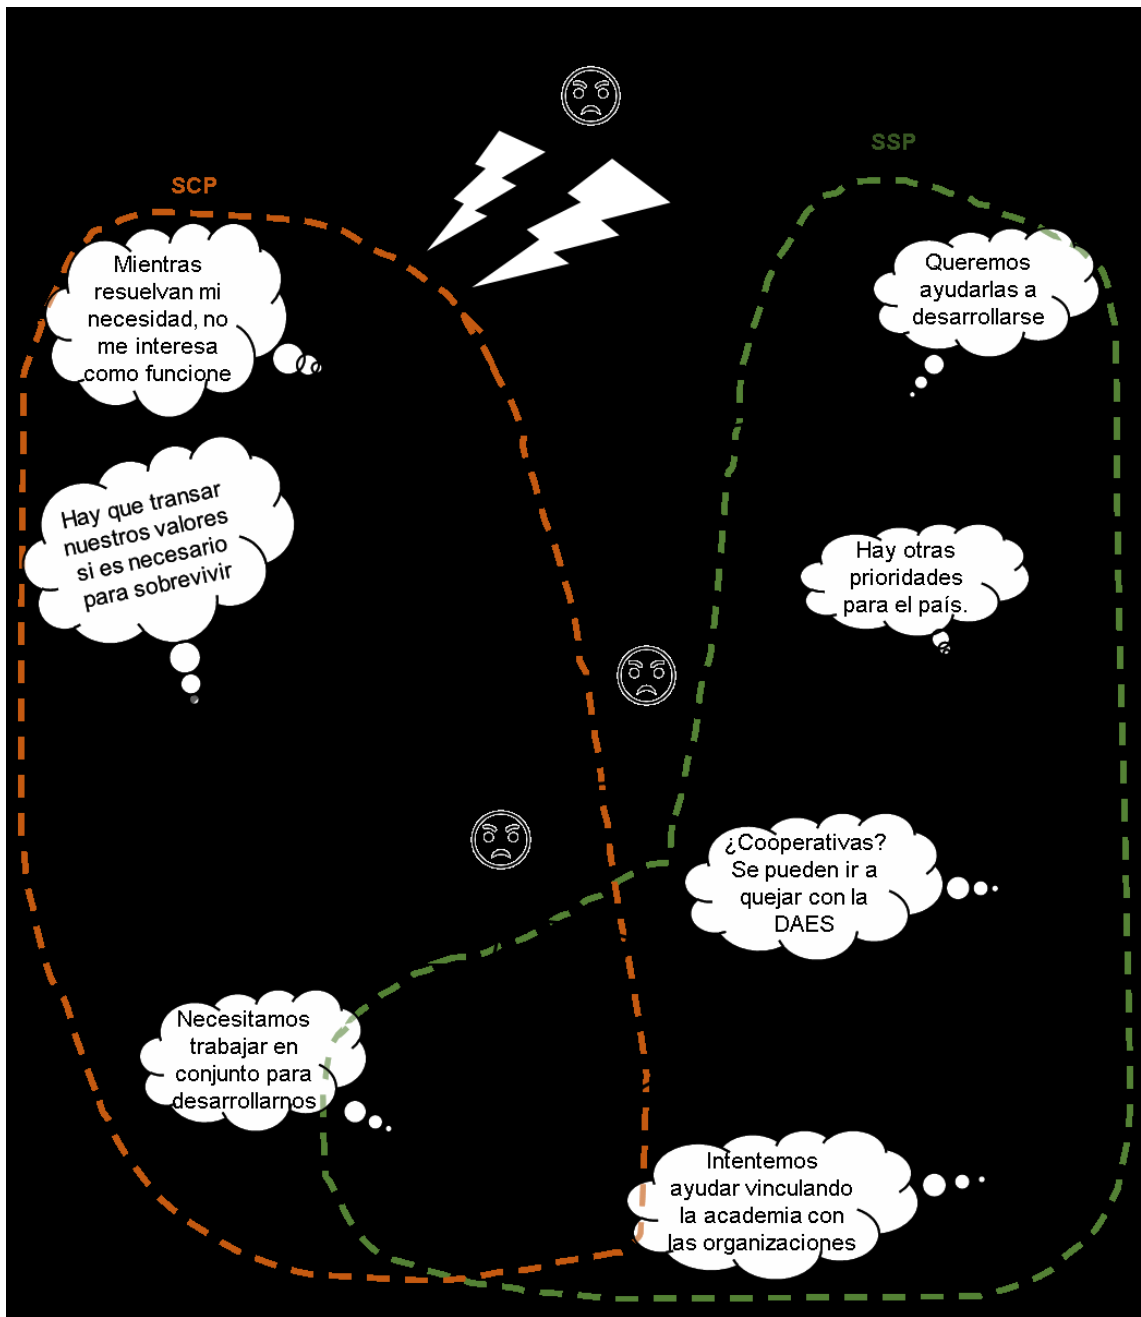 SSP
SCP
Mientras
resuelvan mi
necesidad, no
me interesa
como funcione
Queremos
ayudarlas a
desarrollarse
Hay que transar
nuestros valores
si es necesario
para sobrevivir
Hay otras
prioridades
para el país.
¿Cooperativas?
Se pueden ir a
quejar con la
DAES
Necesitamos
trabajar en
conjunto para
desarrollarnos
Intentemos
ayudar vinculando
la academia con
las organizaciones